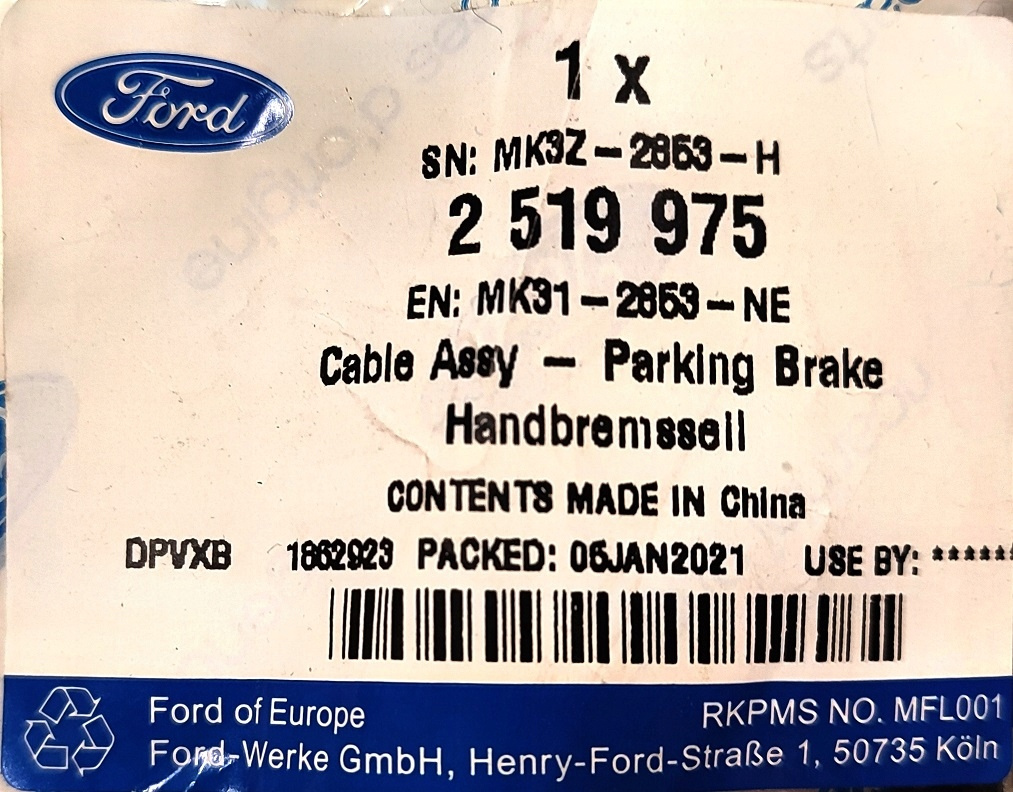 Ford
1 x
SN: MK3Z – 2853 – H
2 519 975
EN: MK31 – 2853 – NE
Cable Assy – Parking Brake
Handbremsseil
CONTENTS MADE IN China
DPVXB 1862923 PACKED: 05JAN2021 USE BY: ******
Ford of Europe RKPMS NO. MFL001
Ford-Werke GmbH, Henry-Ford-Straße 1, 50735 Köln